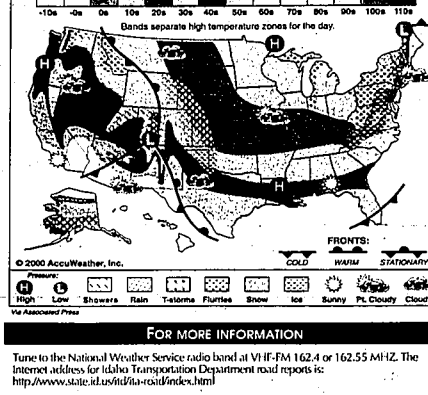 -10s -0s 0s 10s 20s 30s 40s 50s 60s 70s 80s 90s 100s 110s
Bands separate high temperature zones for the day.
H
L
H
L
H
© 2000 AccuWeather, Inc.
FRONTS:
COLD WARM STATIONARY
Pressure:
H L
High Low Showers Rain T-storms Flurries Snow Ice Sunny Pt. Cloudy Cloud
Via Associated Press
FOR MORE INFORMATION
Tune to the National Weather Service radio band at VHF-FM 162.4 or 162.55 MHZ. The
Internet address for Idaho Transportation Department road reports is:
http://www.state.id.us/itd/ita-road/index.html